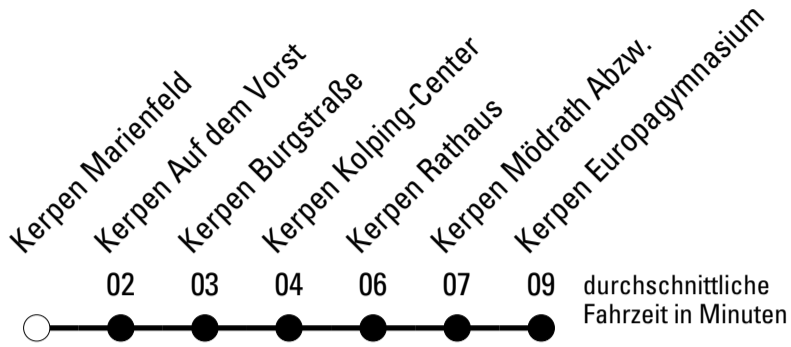 Kerpen Marienfeld
Kerpen Auf dem Vorst
Kerpen Burgstraße
Kerpen Kolping-Center
Kerpen Rathaus
Kerpen Mödrath Abzw.
Kerpen Europagymnasium
02 03 04 06 07 09
durchschnittliche
Fahrzeit in Minuten